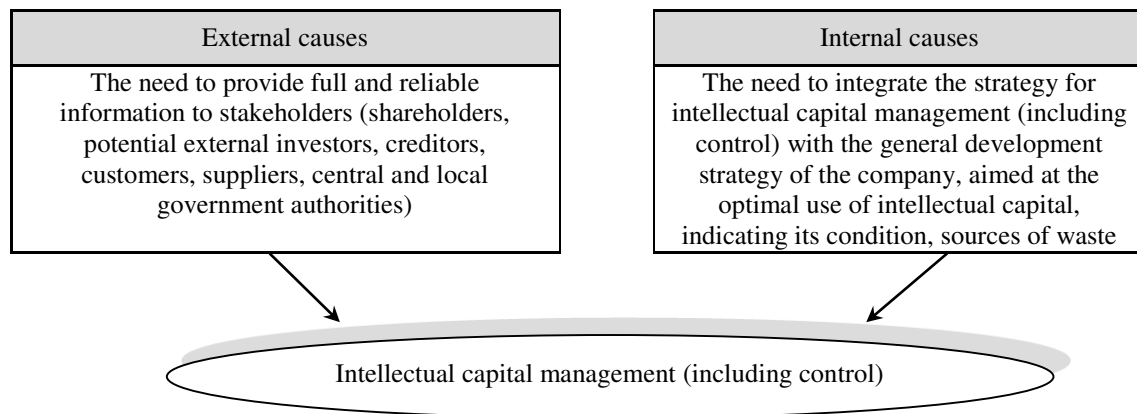 External causes
The need to provide full and reliable
information to stakeholders (shareholders,
potential external investors, creditors,
customers, suppliers, central and local
government authorities)
Internal causes
The need to integrate the strategy for
intellectual capital management (including
control) with the general development
strategy of the company, aimed at the
optimal use of intellectual capital,
indicating its condition, sources of waste
Intellectual capital management (including control)